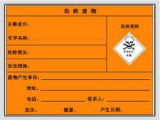 危 险 废 物
主要成分:
化学名称:
危险类别
危险情况:
安全措施:
废物产生单位:
地址:
电话:
联系人:
批次:
数量:
产生日期: